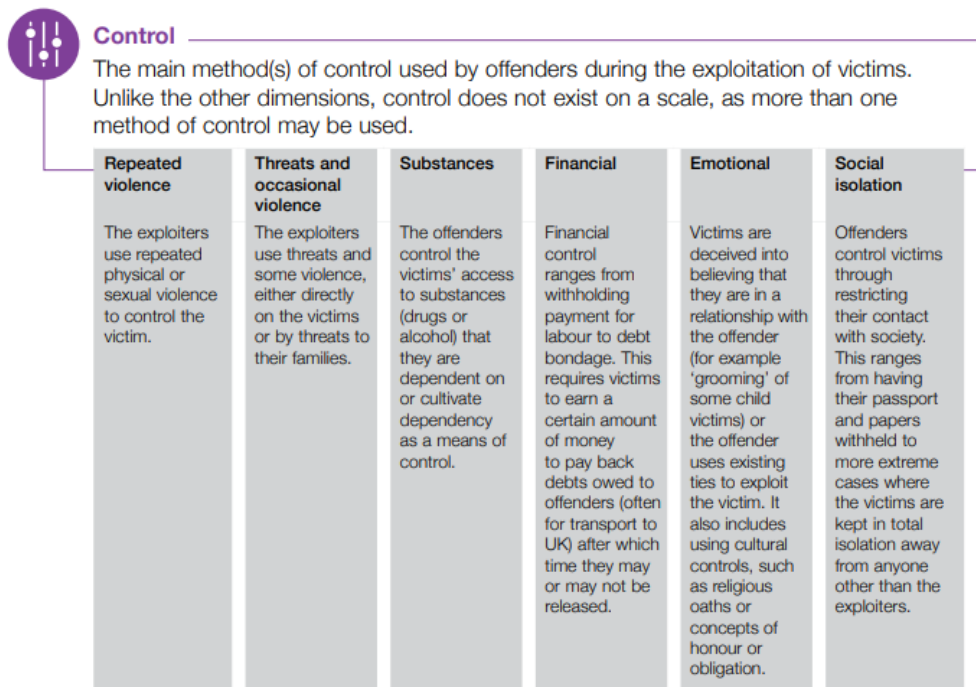 Control
The main method(s) of control used by offenders during the exploitation of victims.
Unlike the other dimensions, control does not exist on a scale, as more than one
method of control may be used.
Repeated
violence
The exploiters
use repeated
physical or
sexual violence
to control the
victim.
Threats and
occasional
violence
The exploiters
use threats and
some violence,
either directly
on the victims
or by threats to
their families.
Substances
The offenders
control the
victims' access
to substances
(drugs or
alcohol) that
they are
dependent on
or cultivate
dependency
as a means of
control.
Financial
Financial
control
ranges from
withholding
payment for
labour to debt
bondage. This
requires victims
to earn a
certain amount
of money
to pay back
debts owed to
offenders (often
for transport to
UK) after which
time they may
or may not be
released.
Emotional
Victims are
deceived into
believing that
they are in a
relationship with
the offender
(for example
‘grooming’ of
some child
victims) or
the offender
uses existing
ties to exploit
the victim. It
also includes
using cultural
controls, such
as religious
oaths or
concepts of
honour or
obligation.
Social
isolation
Offenders
control victims
through
restricting
their contact
with society.
This ranges
from having
their passport
and papers
withheld to
more extreme
cases where
the victims are
kept in total
isolation away
from anyone
other than the
exploiters.